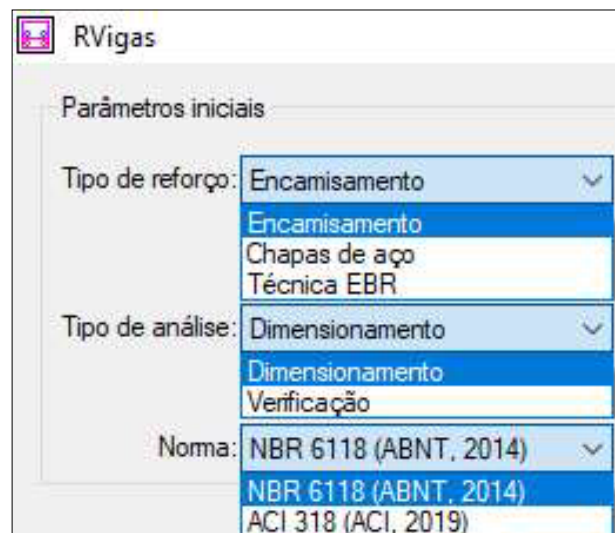 RVigas
Parâmetros iniciais
Tipo de reforço: Encamisamento
Encamisamento
Chapas de aço
Técnica EBR
Tipo de análise: Dimensionamento
Dimensionamento
Verificação
Norma: NBR 6118 (ABNT, 2014)
NBR 6118 (ABNT, 2014)
ACI 318 (ACI, 2019)